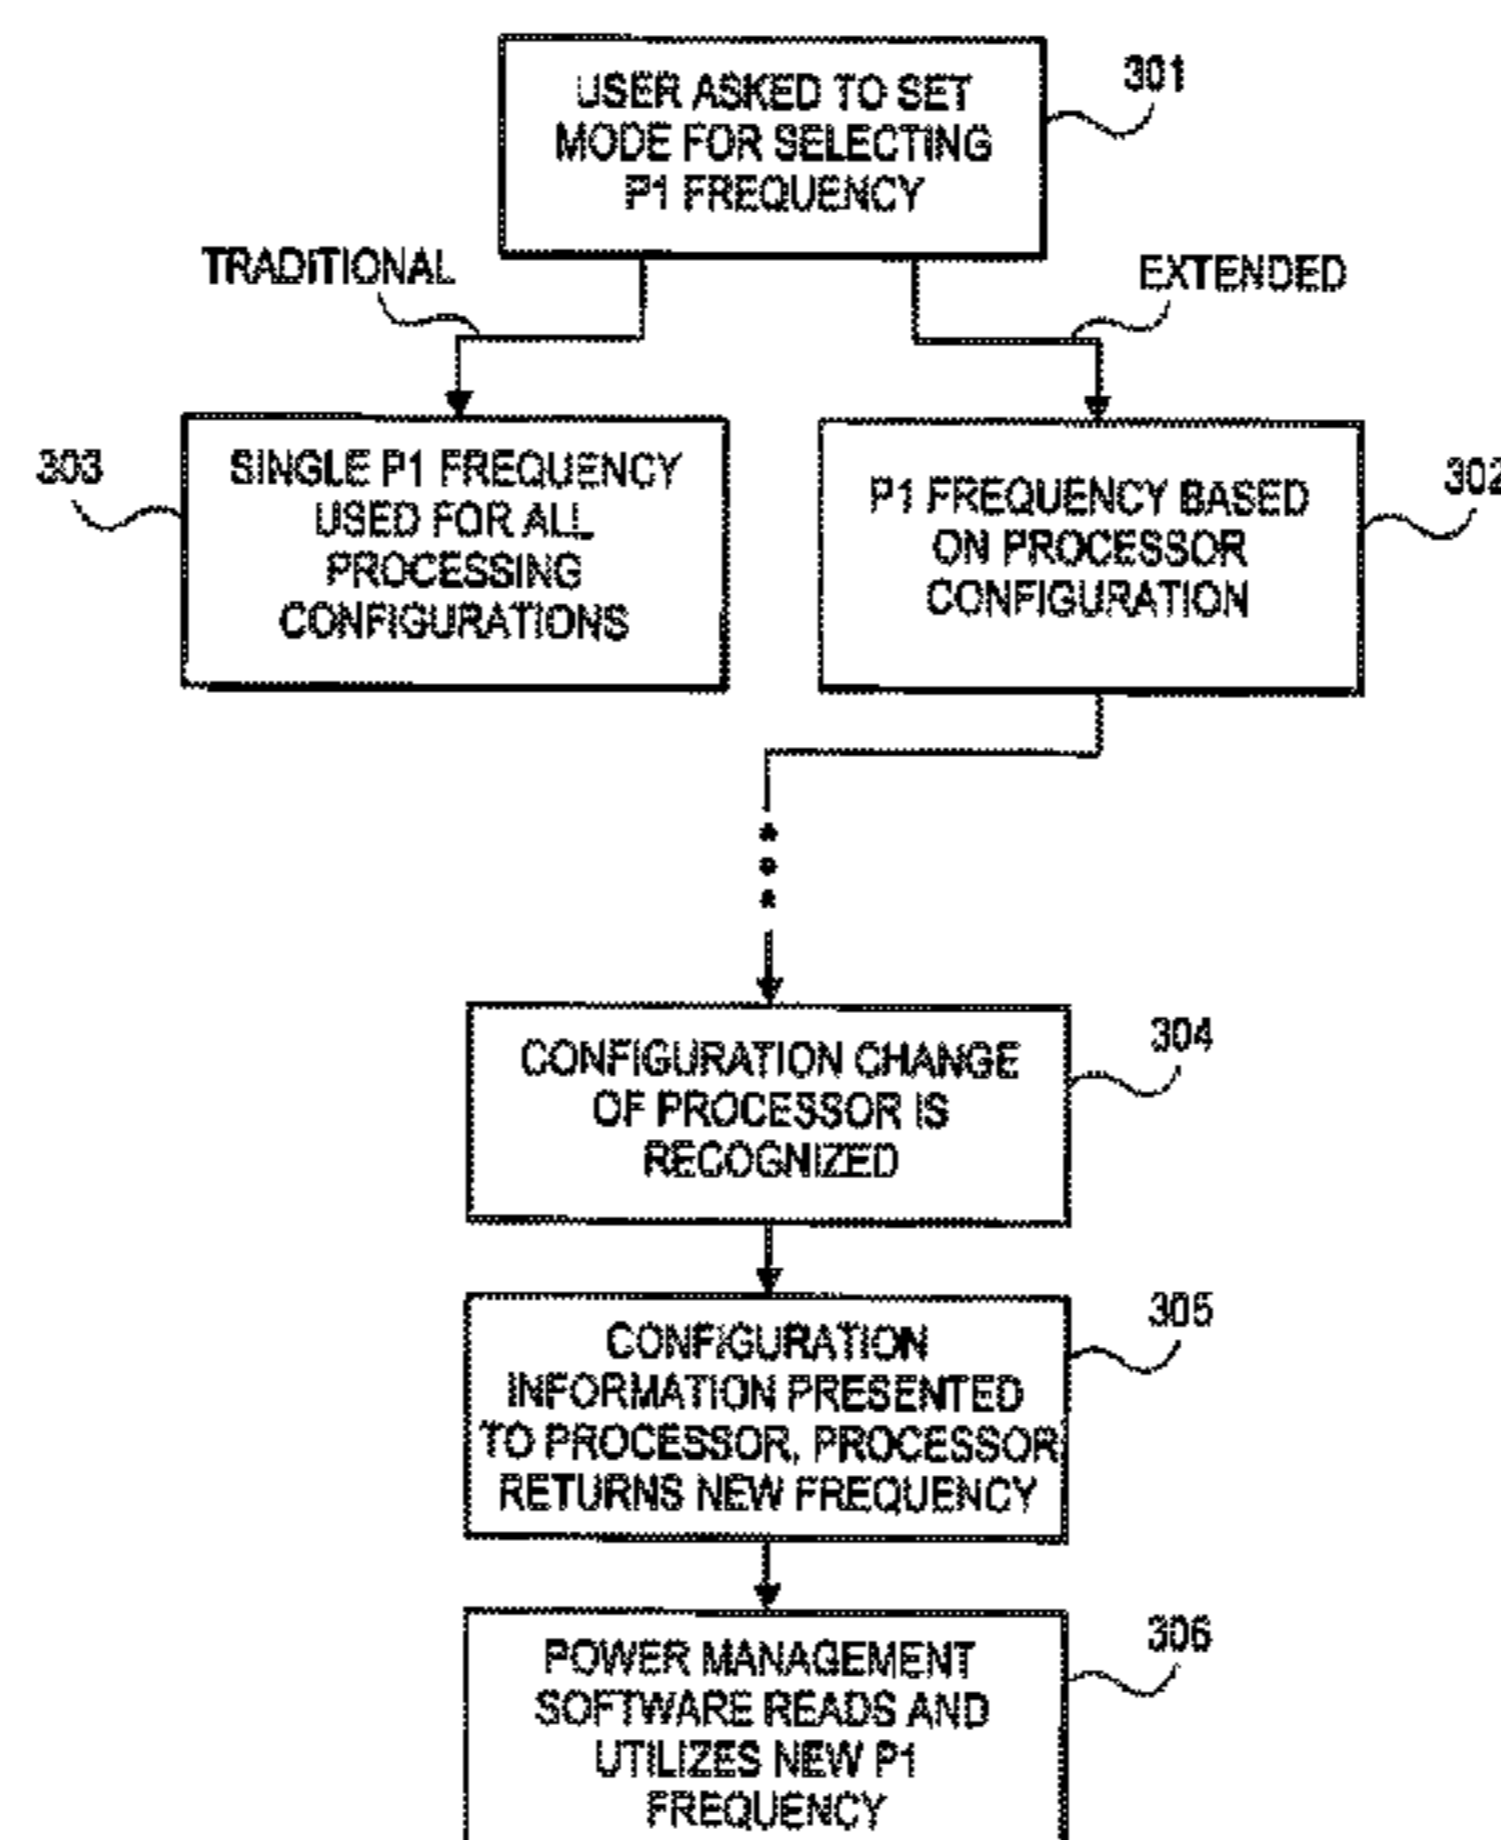 USER ASKED TO SET
MODE FOR SELECTING
P1 FREQUENCY
301
TRADITIONAL
EXTENDED
303
SINGLE P1 FREQUENCY
USED FOR ALL
PROCESSING
CONFIGURATIONS
P1 FREQUENCY BASED
ON PROCESSOR
CONFIGURATION
302
CONFIGURATION CHANGE
OF PROCESSOR IS
RECOGNIZED
304
CONFIGURATION
INFORMATION PRESENTED
TO PROCESSOR, PROCESSOR
RETURNS NEW FREQUENCY
305
POWER MANAGEMENT
SOFTWARE READS AND
UTILIZES NEW P1
FREQUENCY
306